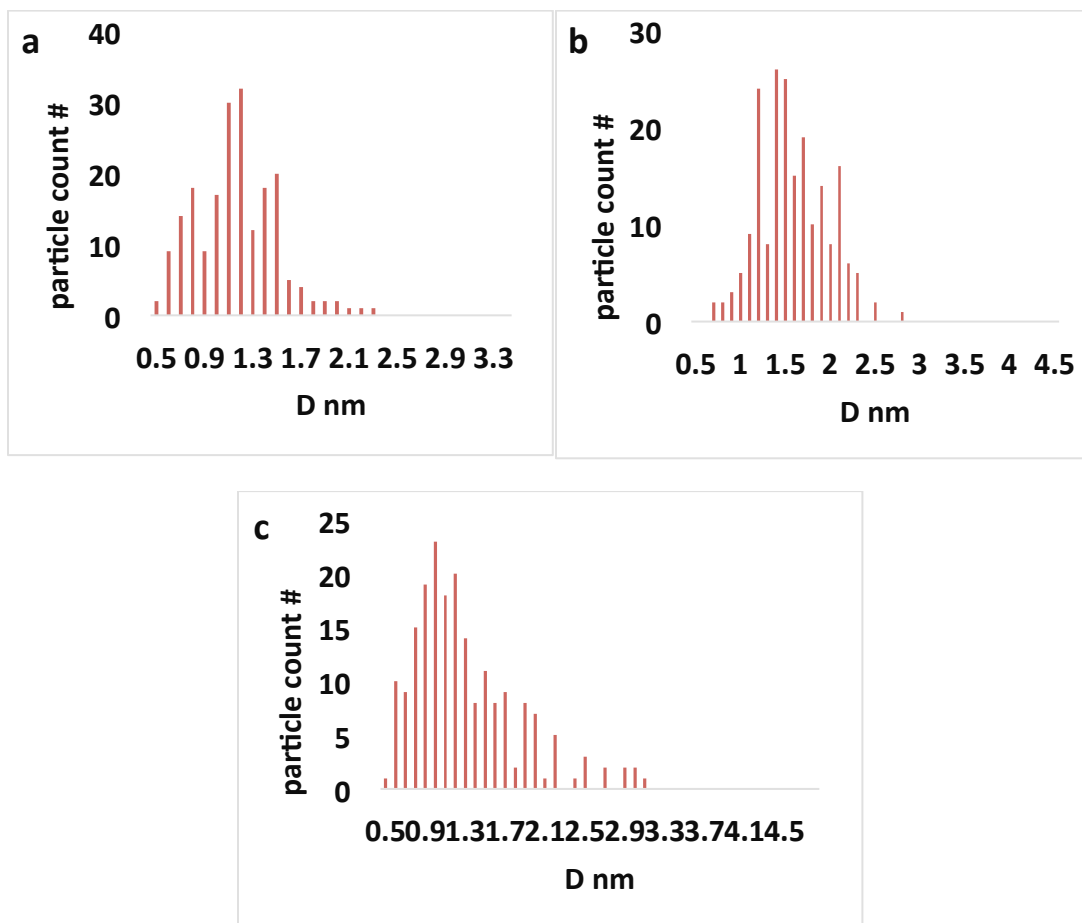 a
40
30
20
10
0
particle count #
0.5 0.9 1.3 1.7 2.1 2.5 2.9 3.3
D nm
b
30
20
10
0
particle count #
0.5 1 1.5 2 2.5 3 3.5 4 4.5
D nm
c
25
20
15
10
5
0
particle count #
0.50.91.31.72.12.52.93.33.74.14.5
D nm